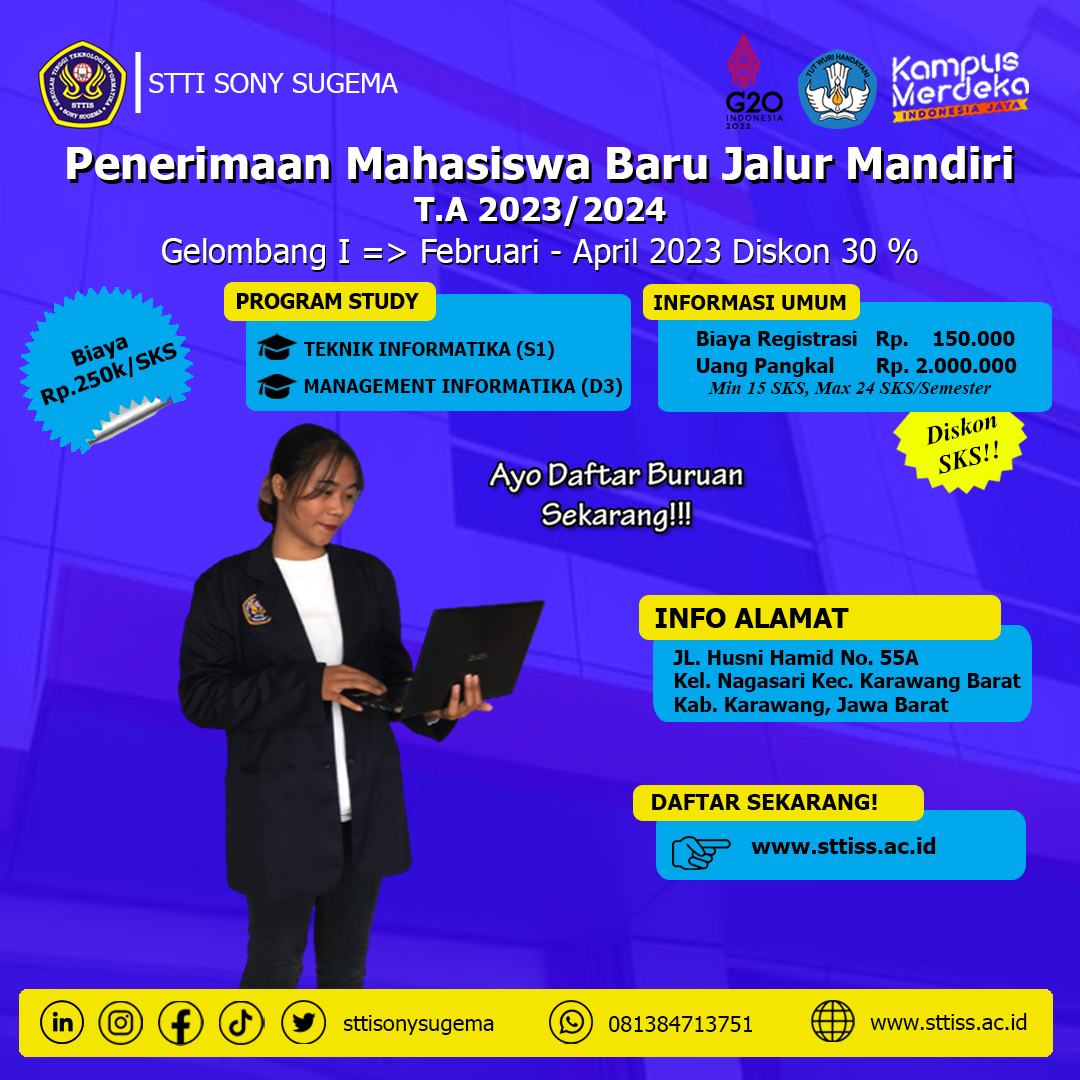 STTI SONY SUGEMA
SEKOLAH TINGGI TEKNOLOGI INFORMATIKA
STTIS
SONY SUGEMA
G20
INDONESIA
2022
TUT WURI HANDAYANI
Kampus
Merdeka
INDONESIA JAYA
Penerimaan Mahasiswa Baru Jalur Mandiri
T.A 2023/2024
Gelombang I => Februari - April 2023 Diskon 30 %
Biaya
Rp.250k/SKS
PROGRAM STUDY
TEKNIK INFORMATIKA (S1)
MANAGEMENT INFORMATIKA (D3)
INFORMASI UMUM
Biaya Registrasi Rp. 150.000
Uang Pangkal Rp. 2.000.000
Min 15 SKS, Max 24 SKS/Semester
Diskon
SKS!!
Ayo Daftar Buruan
Sekarang!!!
INFO ALAMAT
JL. Husni Hamid No. 55A
Kel. Nagasari Kec. Karawang Barat
Kab. Karawang, Jawa Barat
DAFTAR SEKARANG!
www.sttiss.ac.id
sttisonysugema
081384713751
www.sttiss.ac.id